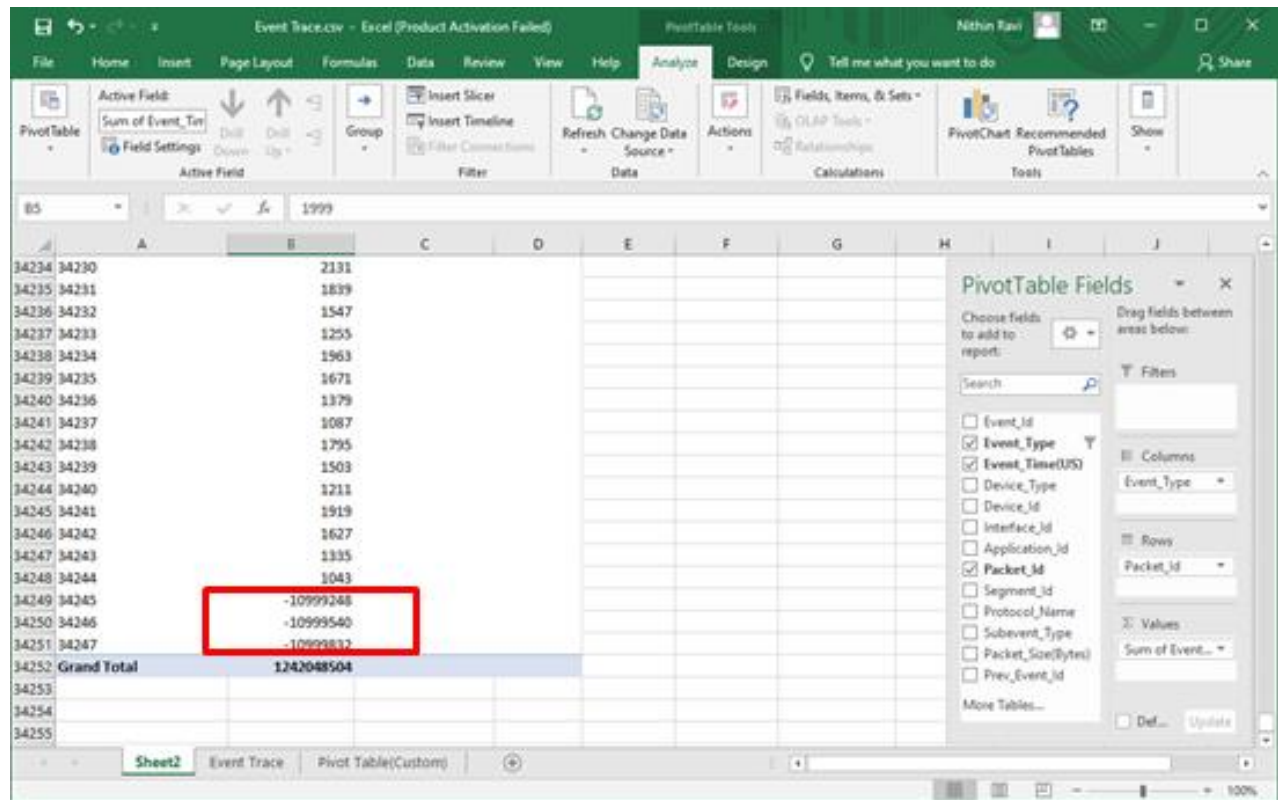 Event Trace.csv - Excel (Product Activation Failed)
PivotTable Tools
Nithin Ravi
File Home Insert Page Layout Formulas Data Review View Help Analyze Design Tell me what you want to do Share
PivotTable
Active Field:
Sum of Event_Tim
Field Settings
Drill Down
Drill Up
Active Field
Group
Insert Slicer
Insert Timeline
Filter Connections
Filter
Refresh
Change Data Source
Data
Actions
Fields, Items, & Sets
OLAP Tools
Relationships
Calculations
PivotChart
Recommended PivotTables
Tools
Show
B5 fx 1999
A B C D E F G H I J
34234 34230 2131
34235 34231 1839
34236 34232 1547
34237 34233 1255
34238 34234 1963
34239 34235 1671
34240 34236 1379
34241 34237 1087
34242 34238 1795
34243 34239 1503
34244 34240 1211
34245 34241 1919
34246 34242 1627
34247 34243 1335
34248 34244 1043
34249 34245 -10999248
34250 34246 -10999540
34251 34247 -10999832
34252 Grand Total 1242048504
34253
34254
34255
PivotTable Fields
Choose fields
to add to
report:
Search
Event_Id
Event_Type
Event_Time(US)
Device_Type
Device_Id
Interface_Id
Application_Id
Packet_Id
Segment_Id
Protocol_Name
Subevent_Type
Packet_Size(Bytes)
Prev_Event_Id
More Tables...
Drag fields between
areas below:
Filters
Columns
Event_Type
Rows
Packet_Id
Σ Values
Sum of Event...
Def... Update
Sheet2 Event Trace Pivot Table(Custom)
100%